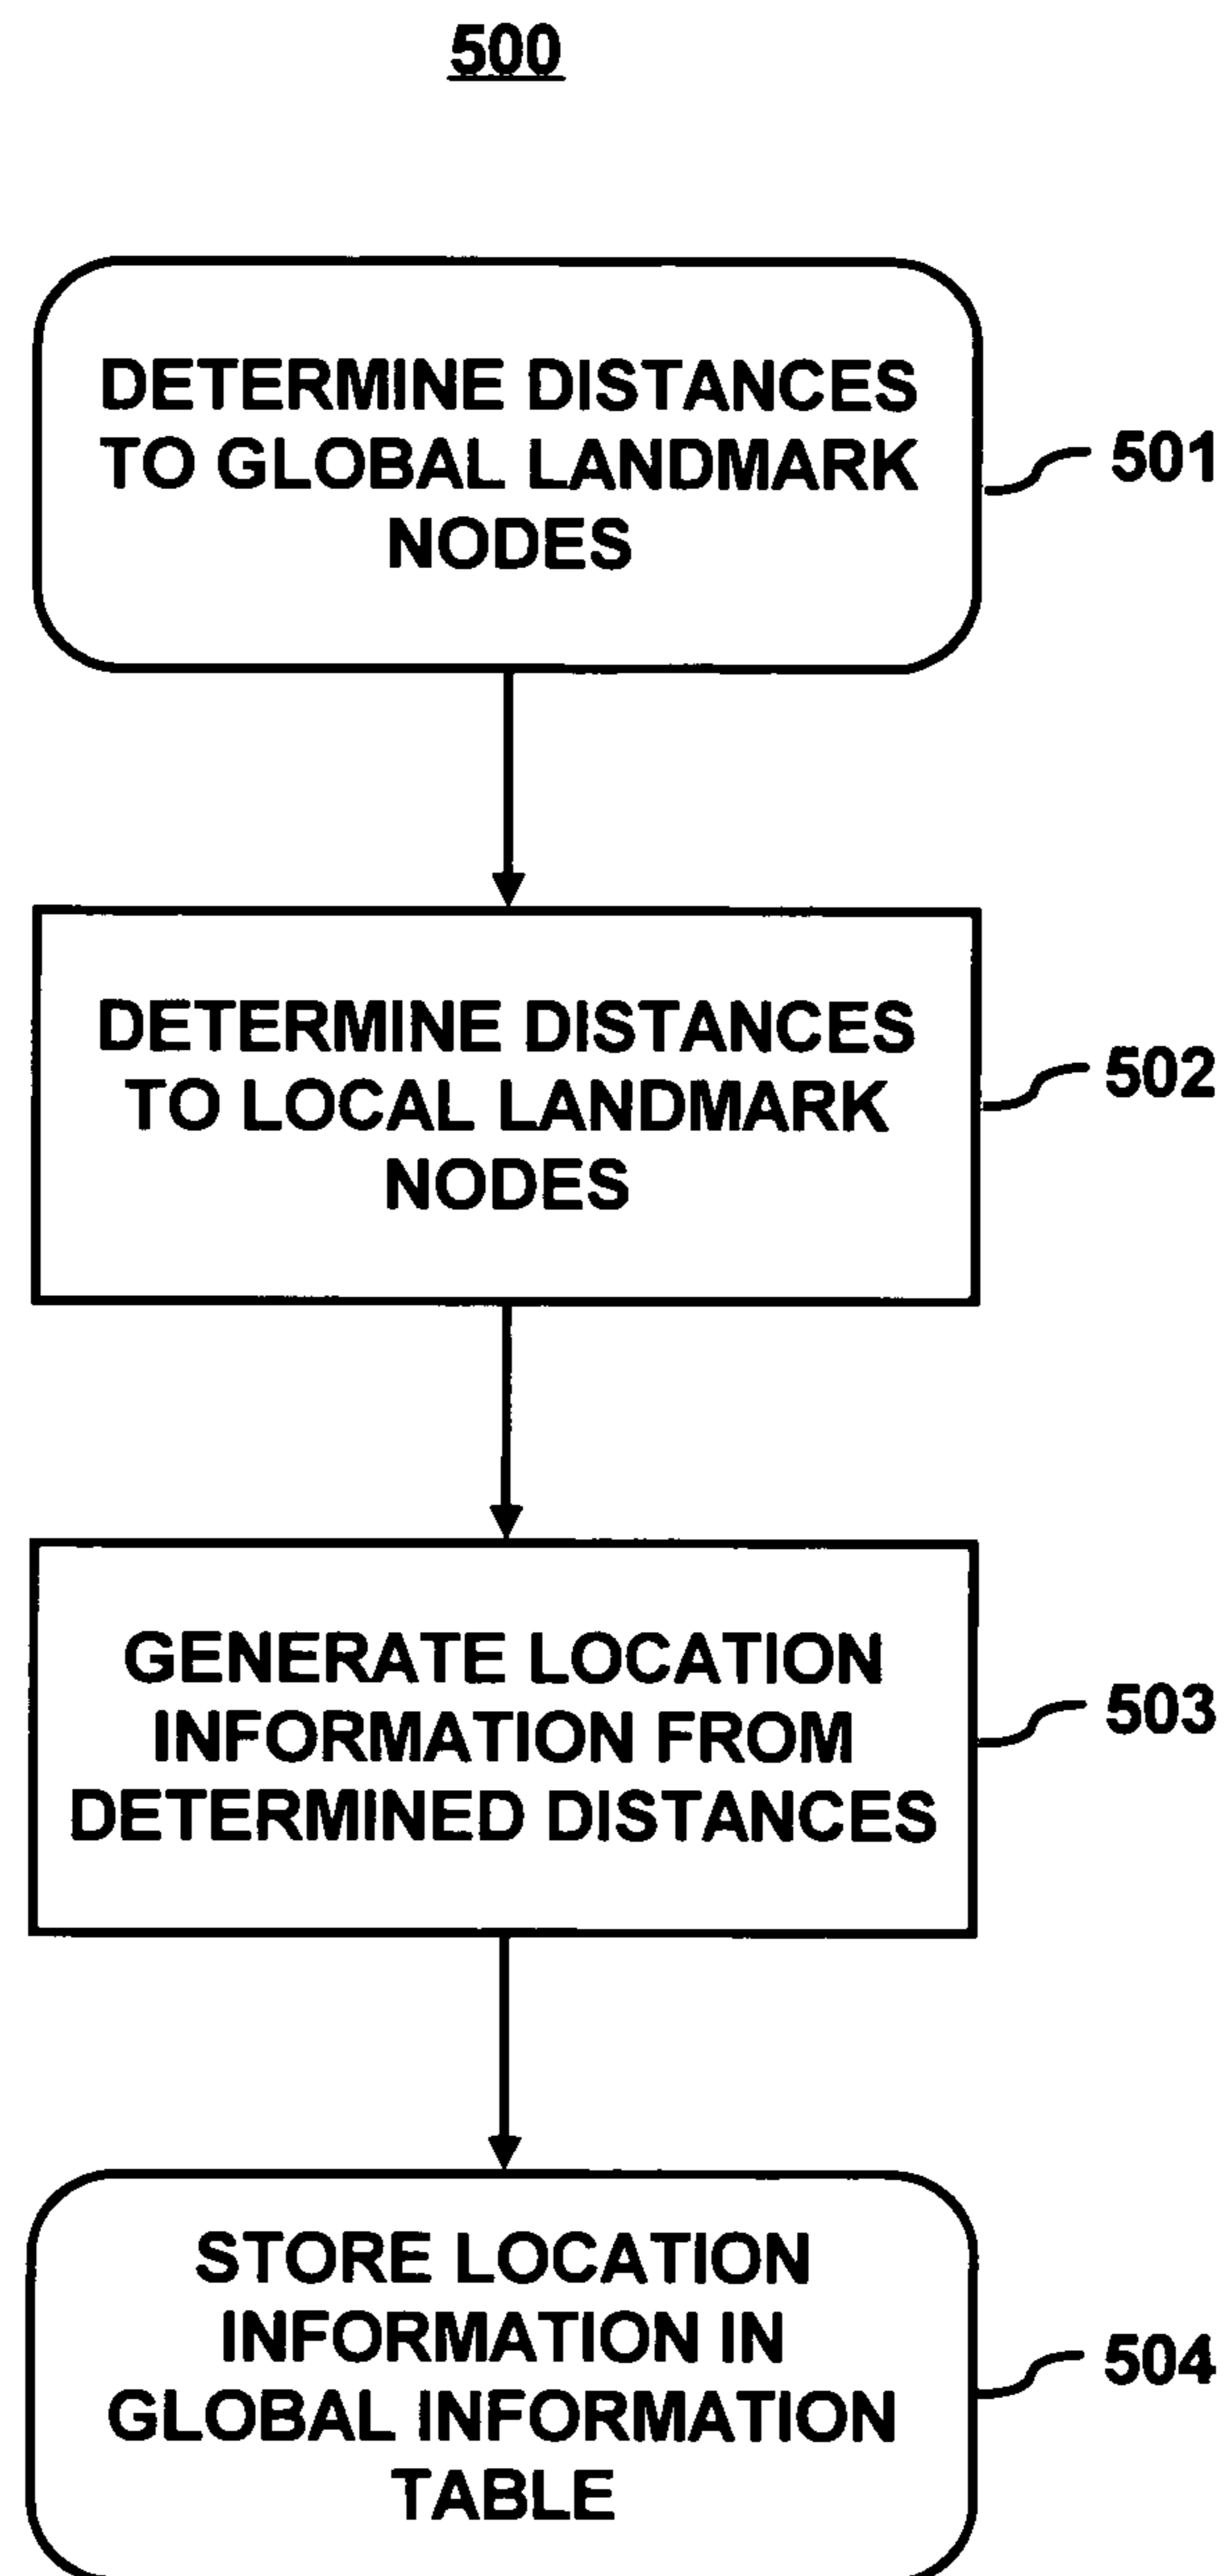 500
DETERMINE DISTANCES
TO GLOBAL LANDMARK
NODES
501
DETERMINE DISTANCES
TO LOCAL LANDMARK
NODES
502
GENERATE LOCATION
INFORMATION FROM
DETERMINED DISTANCES
503
STORE LOCATION
INFORMATION IN
GLOBAL INFORMATION
TABLE
504